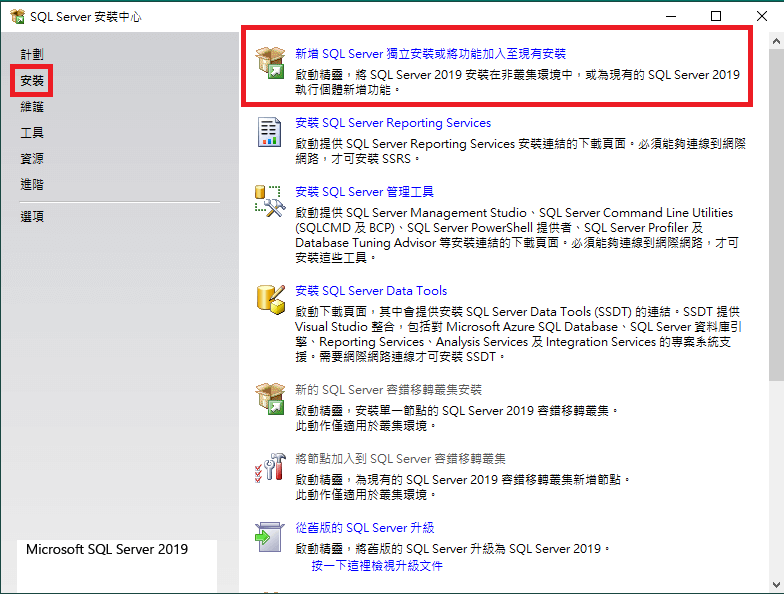 SQL Server 安裝中心
計劃
安裝
維護
工具
資源
進階
選項
Microsoft SQL Server 2019
新增 SQL Server 獨立安裝或將功能加入至現有安裝
啟動精靈，將 SQL Server 2019 安裝在非叢集環境中，或為現有的 SQL Server 2019
執行個體新增功能。
安裝 SQL Server Reporting Services
啟動提供 SQL Server Reporting Services 安裝連結的下載頁面。必須能夠連線到網際
網路，才可安裝 SSRS。
安裝 SQL Server 管理工具
啟動提供 SQL Server Management Studio、SQL Server Command Line Utilities
(SQLCMD 及 BCP)、SQL Server PowerShell 提供者、SQL Server Profiler 及
Database Tuning Advisor 等安裝連結的下載頁面。必須能夠連線到網際網路，才可
安裝這些工具。
安裝 SQL Server Data Tools
啟動下載頁面，其中會提供安裝 SQL Server Data Tools (SSDT) 的連結。SSDT 提供
Visual Studio 整合，包括對 Microsoft Azure SQL Database、SQL Server 資料庫引
擎、Reporting Services、Analysis Services 及 Integration Services 的專案系統支
援。需要網際網路連線才可安裝 SSDT。
新的 SQL Server 容錯移轉叢集安裝
啟動精靈，安裝單一節點的 SQL Server 2019 容錯移轉叢集。
此動作僅適用於叢集環境。
將節點加入到 SQL Server 容錯移轉叢集
啟動精靈，為現有的 SQL Server 2019 容錯移轉叢集新增節點。
此動作僅適用於叢集環境。
從舊版的 SQL Server 升級
啟動精靈，將舊版的 SQL Server 升級為 SQL Server 2019。
按一下這裡檢視升級文件